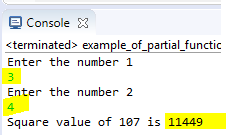 Console
<terminated> example_of_partial_functio
Enter the number 1
3
Enter the number 2
4
Square value of 107 is 11449